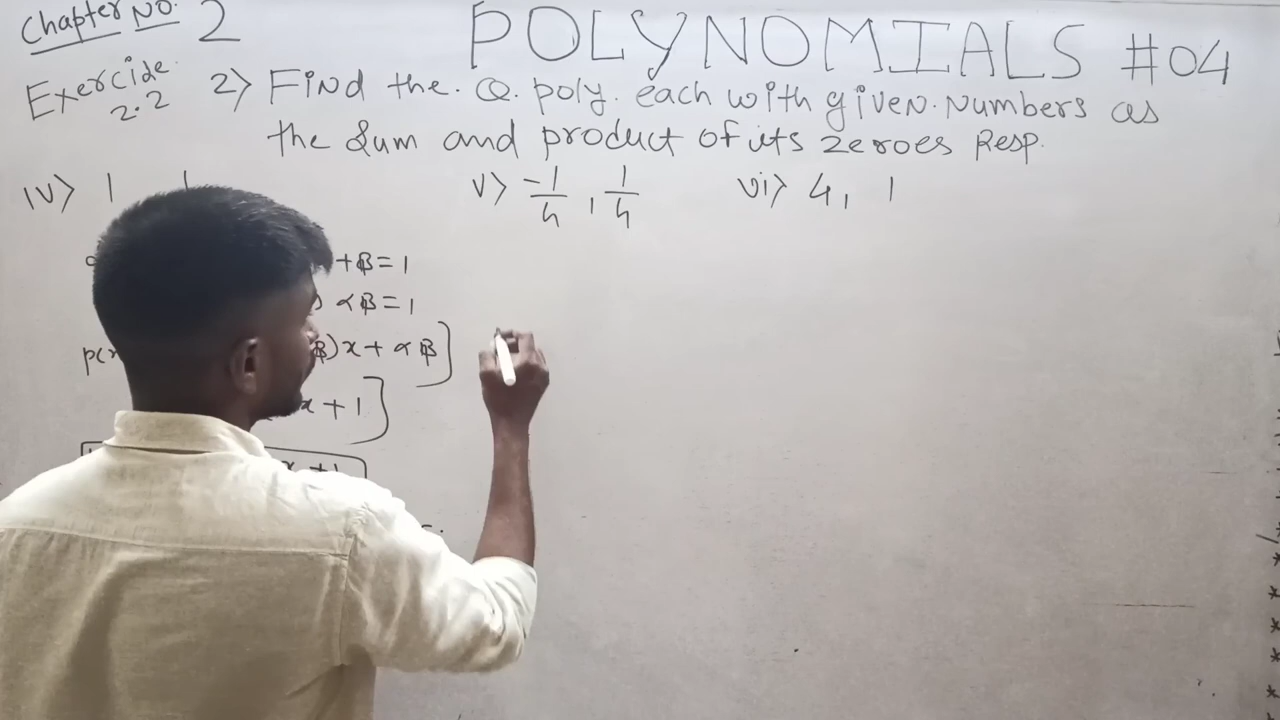 Chapter No. 2
POLYNOMIALS #04
Exercide 2.2
2) Find the Q. poly. each with given Numbers as
the Sum and product of its zeroes Resp.
iv) 1
v) -1/4, 1/4
vi) 4, 1
+β=1
αβ=1
)x+αβ]
x+1]
x+1